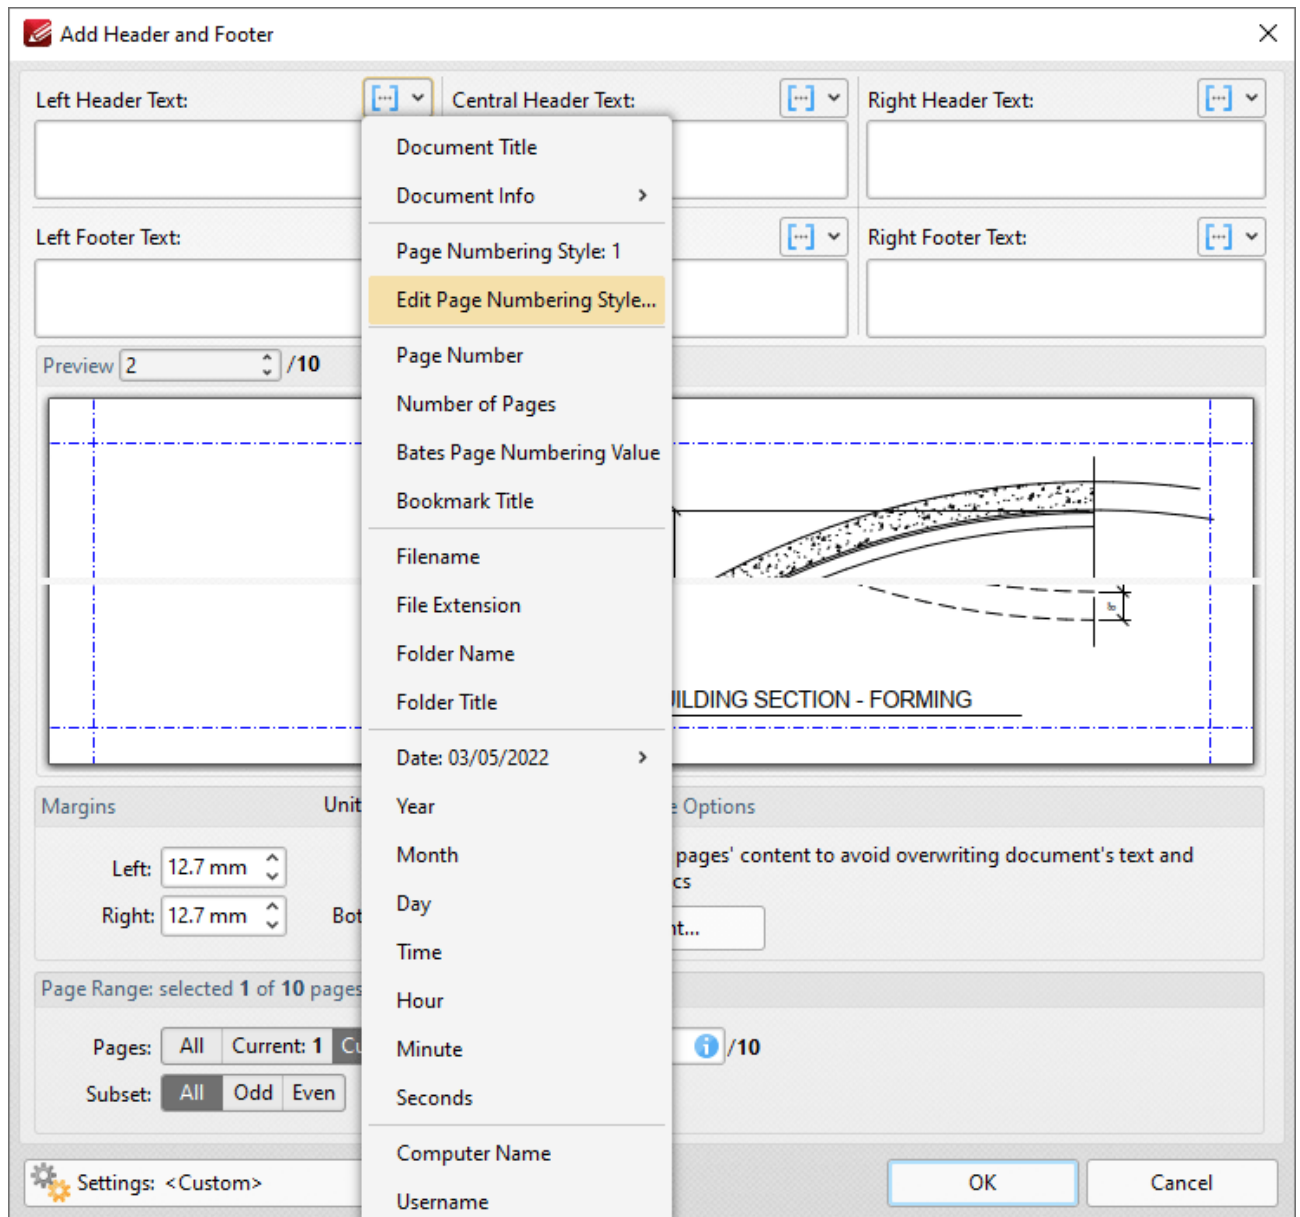 Add Header and Footer
Left Header Text:
Central Header Text:
Right Header Text:
Left Footer Text:
Right Footer Text:
Document Title
Document Info
Page Numbering Style: 1
Edit Page Numbering Style...
Page Number
Number of Pages
Bates Page Numbering Value
Bookmark Title
Filename
File Extension
Folder Name
Folder Title
Date: 03/05/2022
Year
Month
Day
Time
Hour
Minute
Seconds
Computer Name
Username
Preview 2 /10
ILDING SECTION - FORMING
Margins
Unit
Left: 12.7 mm
Right: 12.7 mm
Bot
e Options
pages' content to avoid overwriting document's text and
cs
nt...
Page Range: selected 1 of 10 pages
Pages: All Current: 1 Cu /10
Subset: All Odd Even
Settings: <Custom>
OK
Cancel